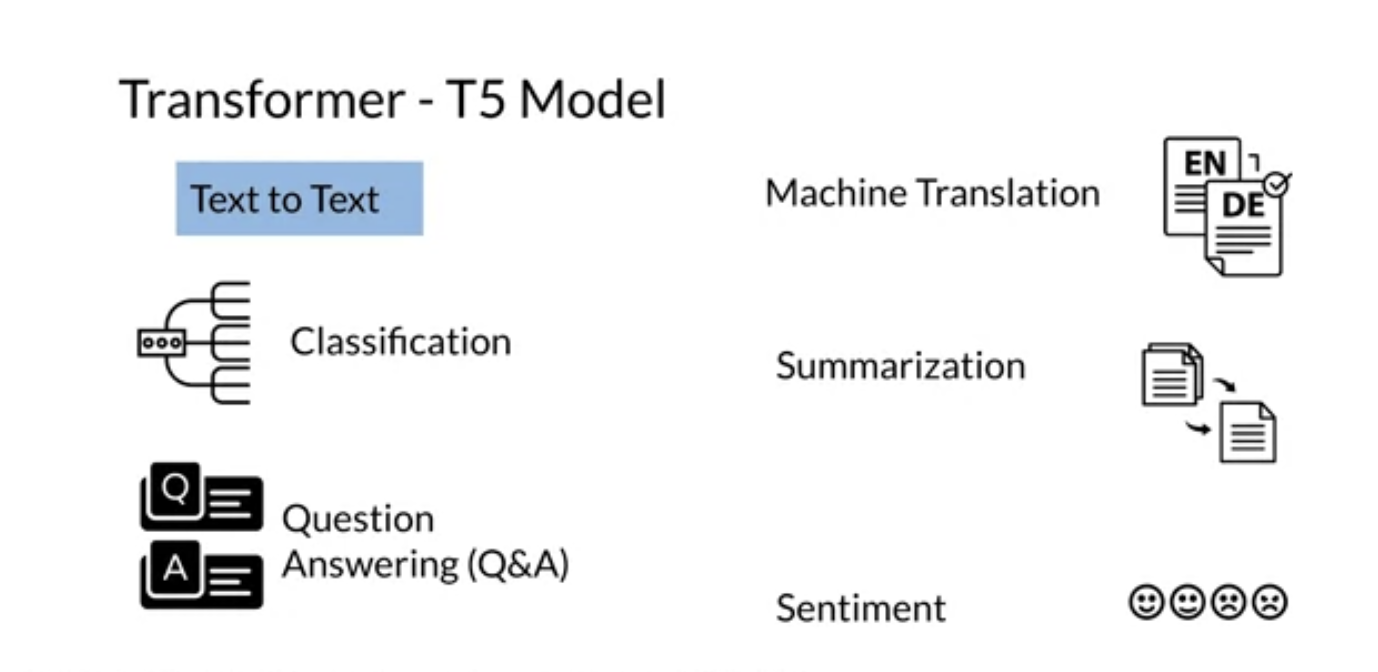 Transformer - T5 Model
Text to Text
Classification
Q
Question
A
Answering (Q&A)
Machine Translation
EN
DE
Summarization
Sentiment